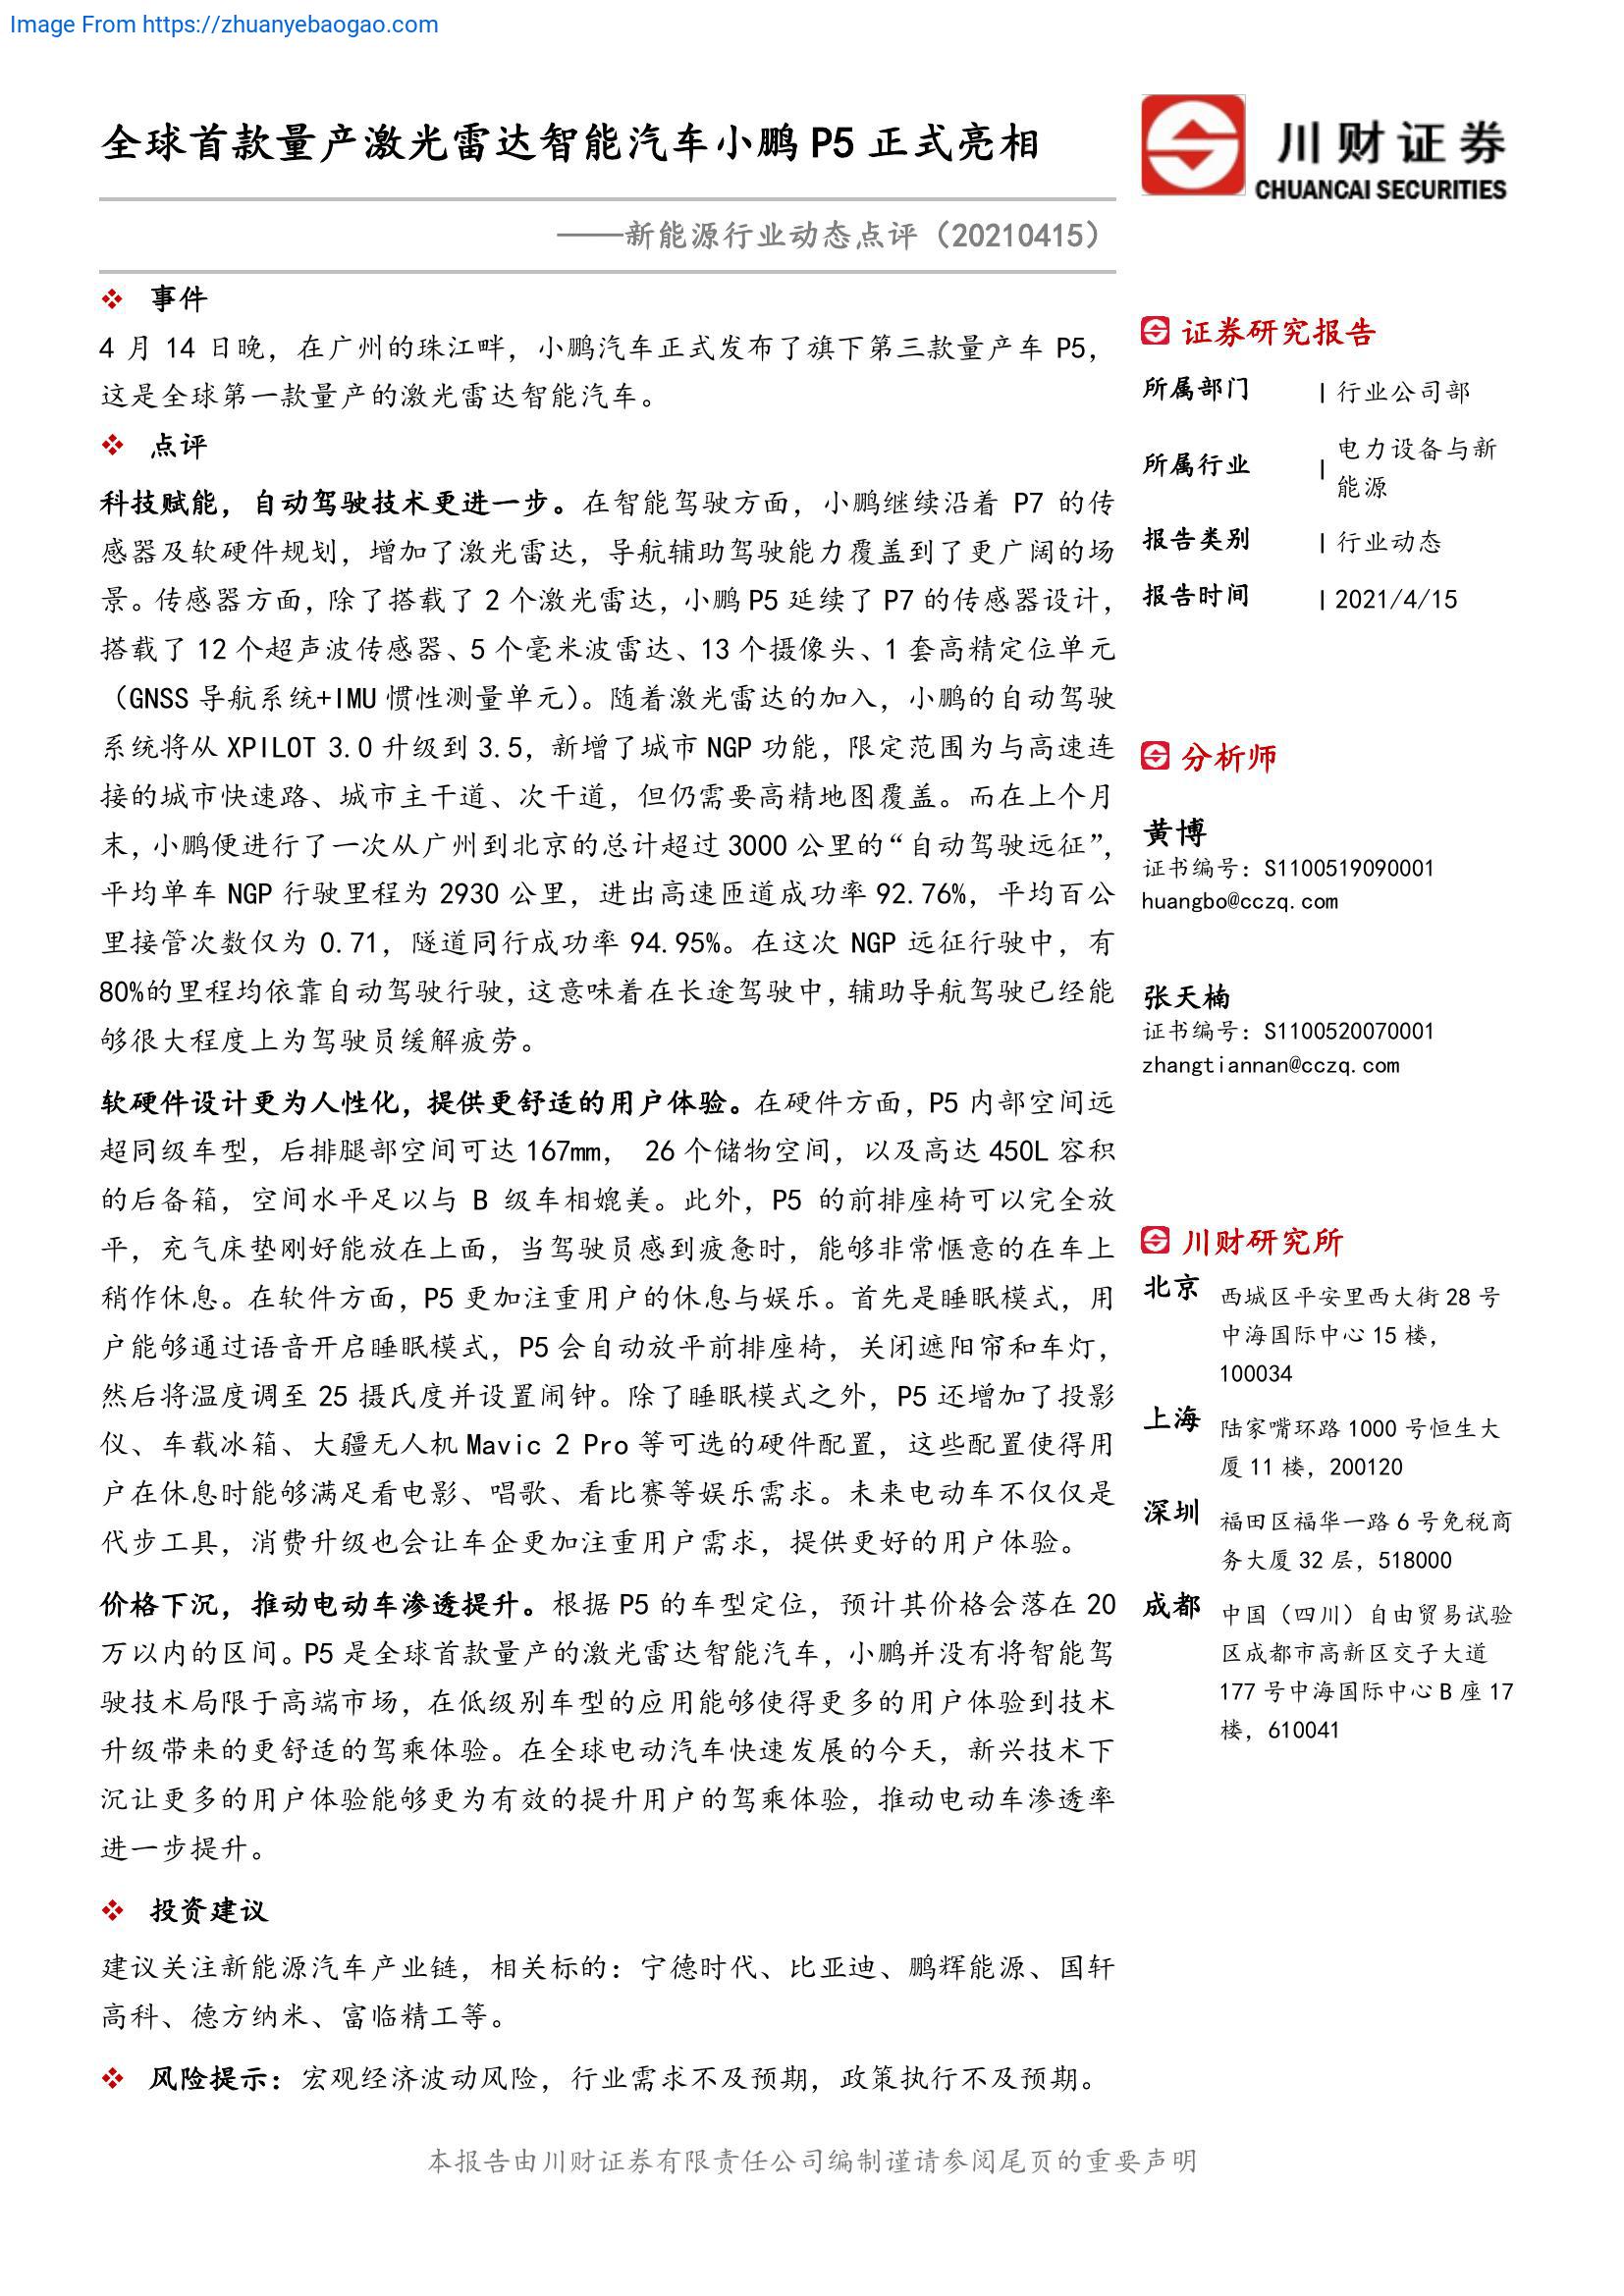 Image From https://zhuanyebaogao.com
全球首款量产激光雷达智能汽车小鹏 P5 正式亮相
——新能源行业动态点评（20210415）
川财证券
CHUANCAI SECURITIES
事件
4 月 14 日晚，在广州的珠江畔，小鹏汽车正式发布了旗下第三款量产车 P5，
这是全球第一款量产的激光雷达智能汽车。
点评
科技赋能，自动驾驶技术更进一步。在智能驾驶方面，小鹏继续沿着 P7 的传
感器及软硬件规划，增加了激光雷达，导航辅助驾驶能力覆盖到了更广阔的场
景。传感器方面，除了搭载了 2 个激光雷达，小鹏 P5 延续了 P7 的传感器设计，
搭载了 12 个超声波传感器、5 个毫米波雷达、13 个摄像头、1 套高精定位单元
（GNSS 导航系统+IMU 惯性测量单元）。随着激光雷达的加入，小鹏的自动驾驶
系统将从 XPILOT 3.0 升级到 3.5，新增了城市 NGP 功能，限定范围为与高速连
接的城市快速路、城市主干道、次干道，但仍需要高精地图覆盖。而在上个月
末，小鹏便进行了一次从广州到北京的总计超过 3000 公里的“自动驾驶远征”，
平均单车 NGP 行驶里程为 2930 公里，进出高速匝道成功率 92.76%，平均百公
里接管次数仅为 0.71，隧道同行成功率 94.95%。在这次 NGP 远征行驶中，有
80%的里程均依靠自动驾驶行驶，这意味着在长途驾驶中，辅助导航驾驶已经能
够很大程度上为驾驶员缓解疲劳。
软硬件设计更为人性化，提供更舒适的用户体验。在硬件方面，P5 内部空间远
超同级车型，后排腿部空间可达 167mm， 26 个储物空间，以及高达 450L 容积
的后备箱，空间水平足以与 B 级车相媲美。此外，P5 的前排座椅可以完全放
平，充气床垫刚好能放在上面，当驾驶员感到疲惫时，能够非常惬意的在车上
稍作休息。在软件方面，P5 更加注重用户的休息与娱乐。首先是睡眠模式，用
户能够通过语音开启睡眠模式，P5 会自动放平前排座椅，关闭遮阳帘和车灯，
然后将温度调至 25 摄氏度并设置闹钟。除了睡眠模式之外，P5 还增加了投影
仪、车载冰箱、大疆无人机 Mavic 2 Pro 等可选的硬件配置，这些配置使得用
户在休息时能够满足看电影、唱歌、看比赛等娱乐需求。未来电动车不仅仅是
代步工具，消费升级也会让车企更加注重用户需求，提供更好的用户体验。
价格下沉，推动电动车渗透提升。根据 P5 的车型定位，预计其价格会落在 20
万以内的区间。P5 是全球首款量产的激光雷达智能汽车，小鹏并没有将智能驾
驶技术局限于高端市场，在低级别车型的应用能够使得更多的用户体验到技术
升级带来的更舒适的驾乘体验。在全球电动汽车快速发展的今天，新兴技术下
沉让更多的用户体验能够更为有效的提升用户的驾乘体验，推动电动车渗透率
进一步提升。
投资建议
建议关注新能源汽车产业链，相关标的：宁德时代、比亚迪、鹏辉能源、国轩
高科、德方纳米、富临精工等。
风险提示：宏观经济波动风险，行业需求不及预期，政策执行不及预期。
证券研究报告
所属部门 | 行业公司部
所属行业 | 电力设备与新
能源
报告类别 | 行业动态
报告时间 | 2021/4/15
分析师
黄博
证书编号：S1100519090001
huangbo@cczq.com
张天楠
证书编号：S1100520070001
zhangtiannan@cczq.com
川财研究所
北京 西城区平安里西大街 28 号
中海国际中心 15 楼，
100034
上海 陆家嘴环路 1000 号恒生大
厦 11 楼，200120
深圳 福田区福华一路 6 号免税商
务大厦 32 层，518000
成都 中国（四川）自由贸易试验
区成都市高新区交子大道
177 号中海国际中心 B 座 17
楼，610041
本报告由川财证券有限责任公司编制谨请参阅尾页的重要声明